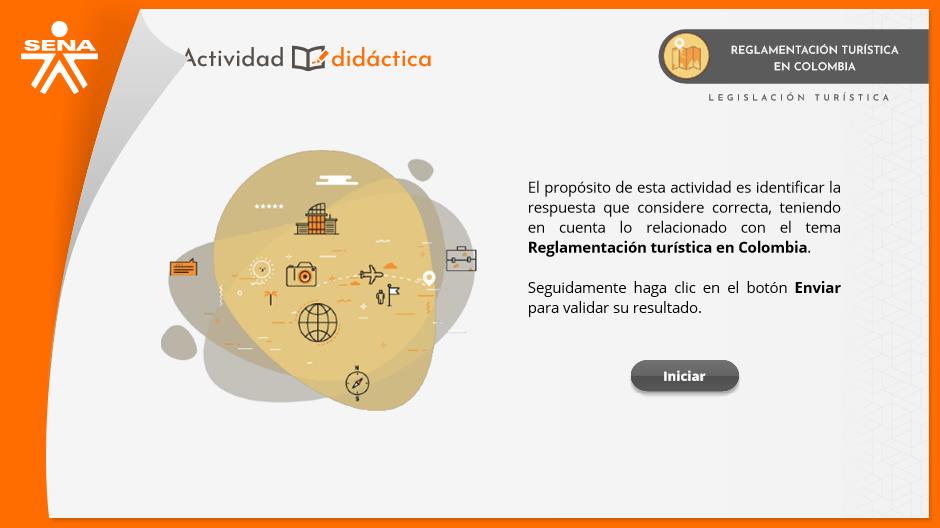 SENA
Actividad didáctica
REGLAMENTACIÓN TURÍSTICA
EN COLOMBIA
LEGISLACIÓN TURÍSTICA
El propósito de esta actividad es identificar la
respuesta que considere correcta, teniendo
en cuenta lo relacionado con el tema
Reglamentación turística en Colombia.
Seguidamente haga clic en el botón Enviar
para validar su resultado.
Iniciar
N
S